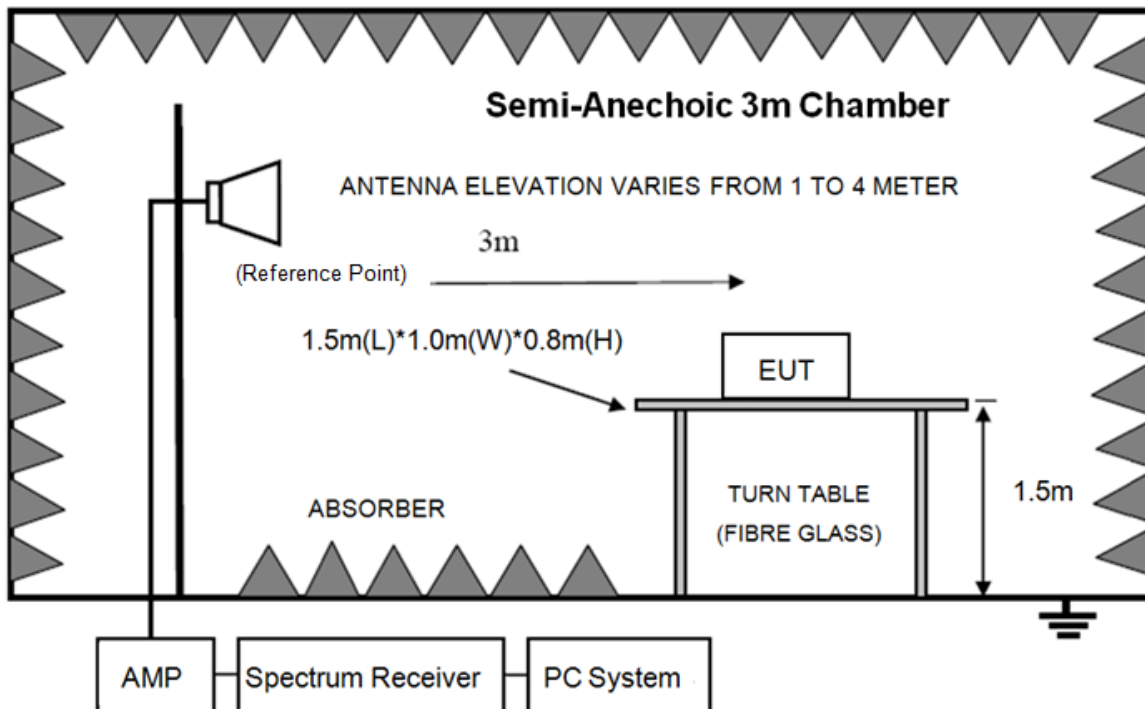 Semi-Anechoic 3m Chamber
ANTENNA ELEVATION VARIES FROM 1 TO 4 METER
3m
(Reference Point)
1.5m(L)*1.0m(W)*0.8m(H)
EUT
ABSORBER
TURN TABLE
(FIBRE GLASS)
1.5m
AMP
Spectrum Receiver
PC System